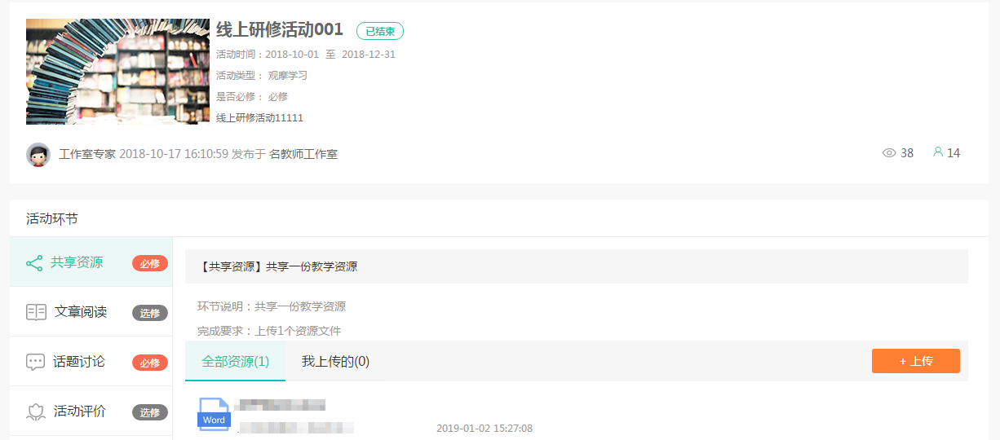 线上研修活动001 已结束
活动时间：2018-10-01 至 2018-12-31
活动类型： 观摩学习
是否必修： 必修
线上研修活动11111
工作室专家 2018-10-17 16:10:59 发布于 名教师工作室 38 14
活动环节
共享资源 必修
文章阅读 选修
话题讨论 必修
活动评价 选修
【共享资源】共享一份教学资源
环节说明：共享一份教学资源
完成要求：上传1个资源文件
全部资源(1) 我上传的(0) + 上传
Word
2019-01-02 15:27:08